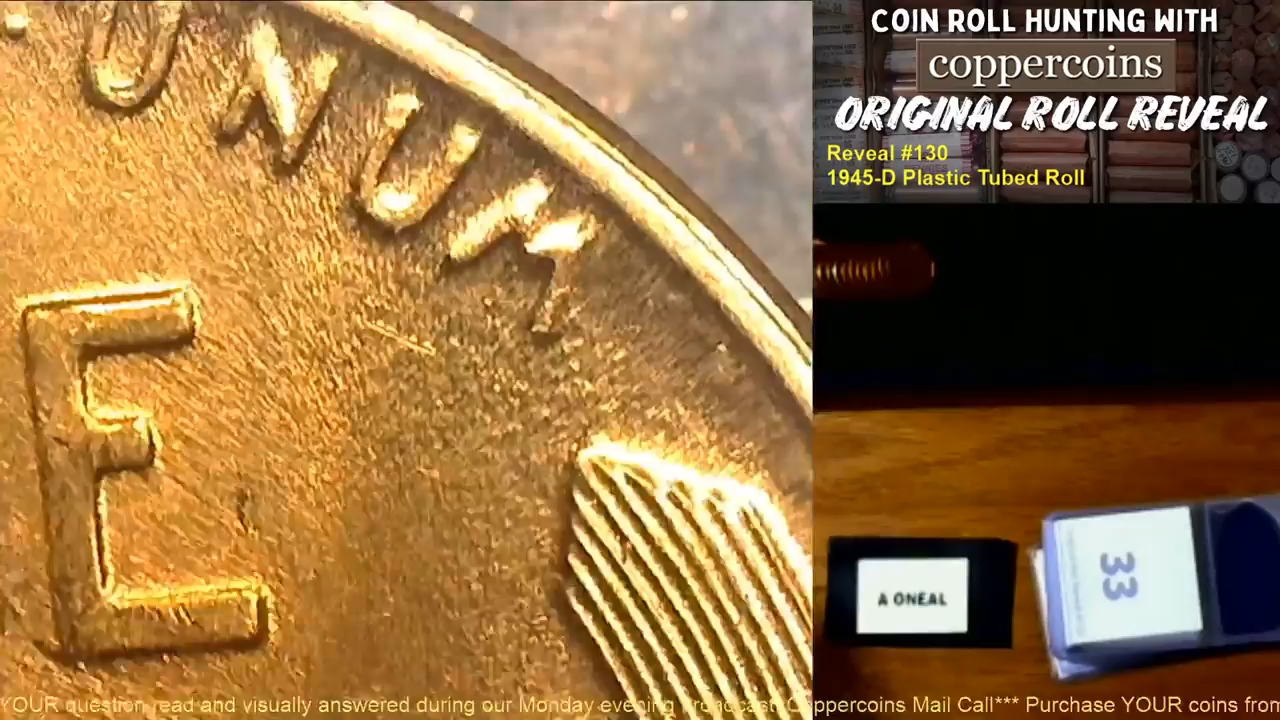 UNUM
E
COIN ROLL HUNTING WITH
coppercoins
ORIGINAL ROLL REVEAL
Reveal #130
1945-D Plastic Tubed Roll
A ONEAL
33
YOUR question read and visually answered during our Monday evening broadcast! Coppercoins Mail Call*** Purchase YOUR coins from